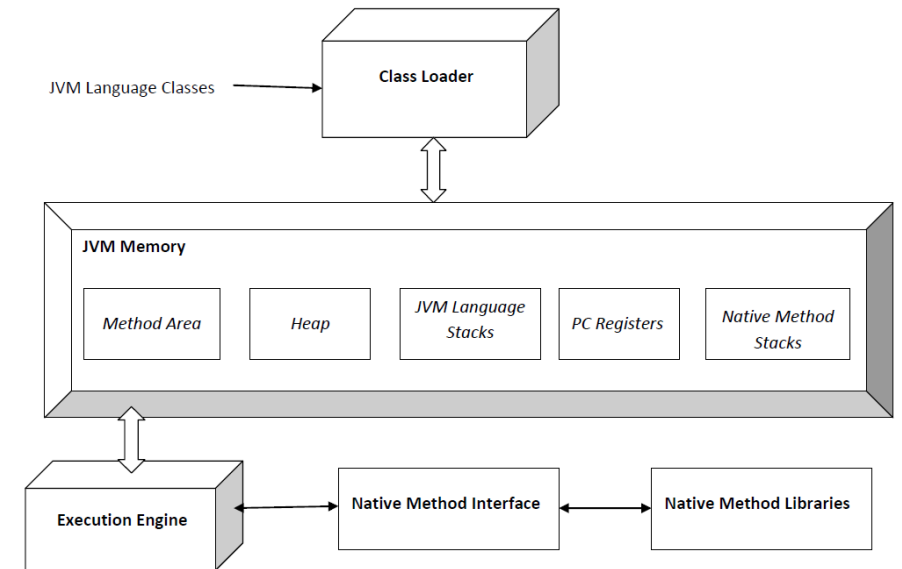 Class Loader
JVM Language Classes
JVM Memory
Method Area
Heap
JVM Language
Stacks
PC Registers
Native Method
Stacks
Execution Engine
Native Method Interface
Native Method Libraries